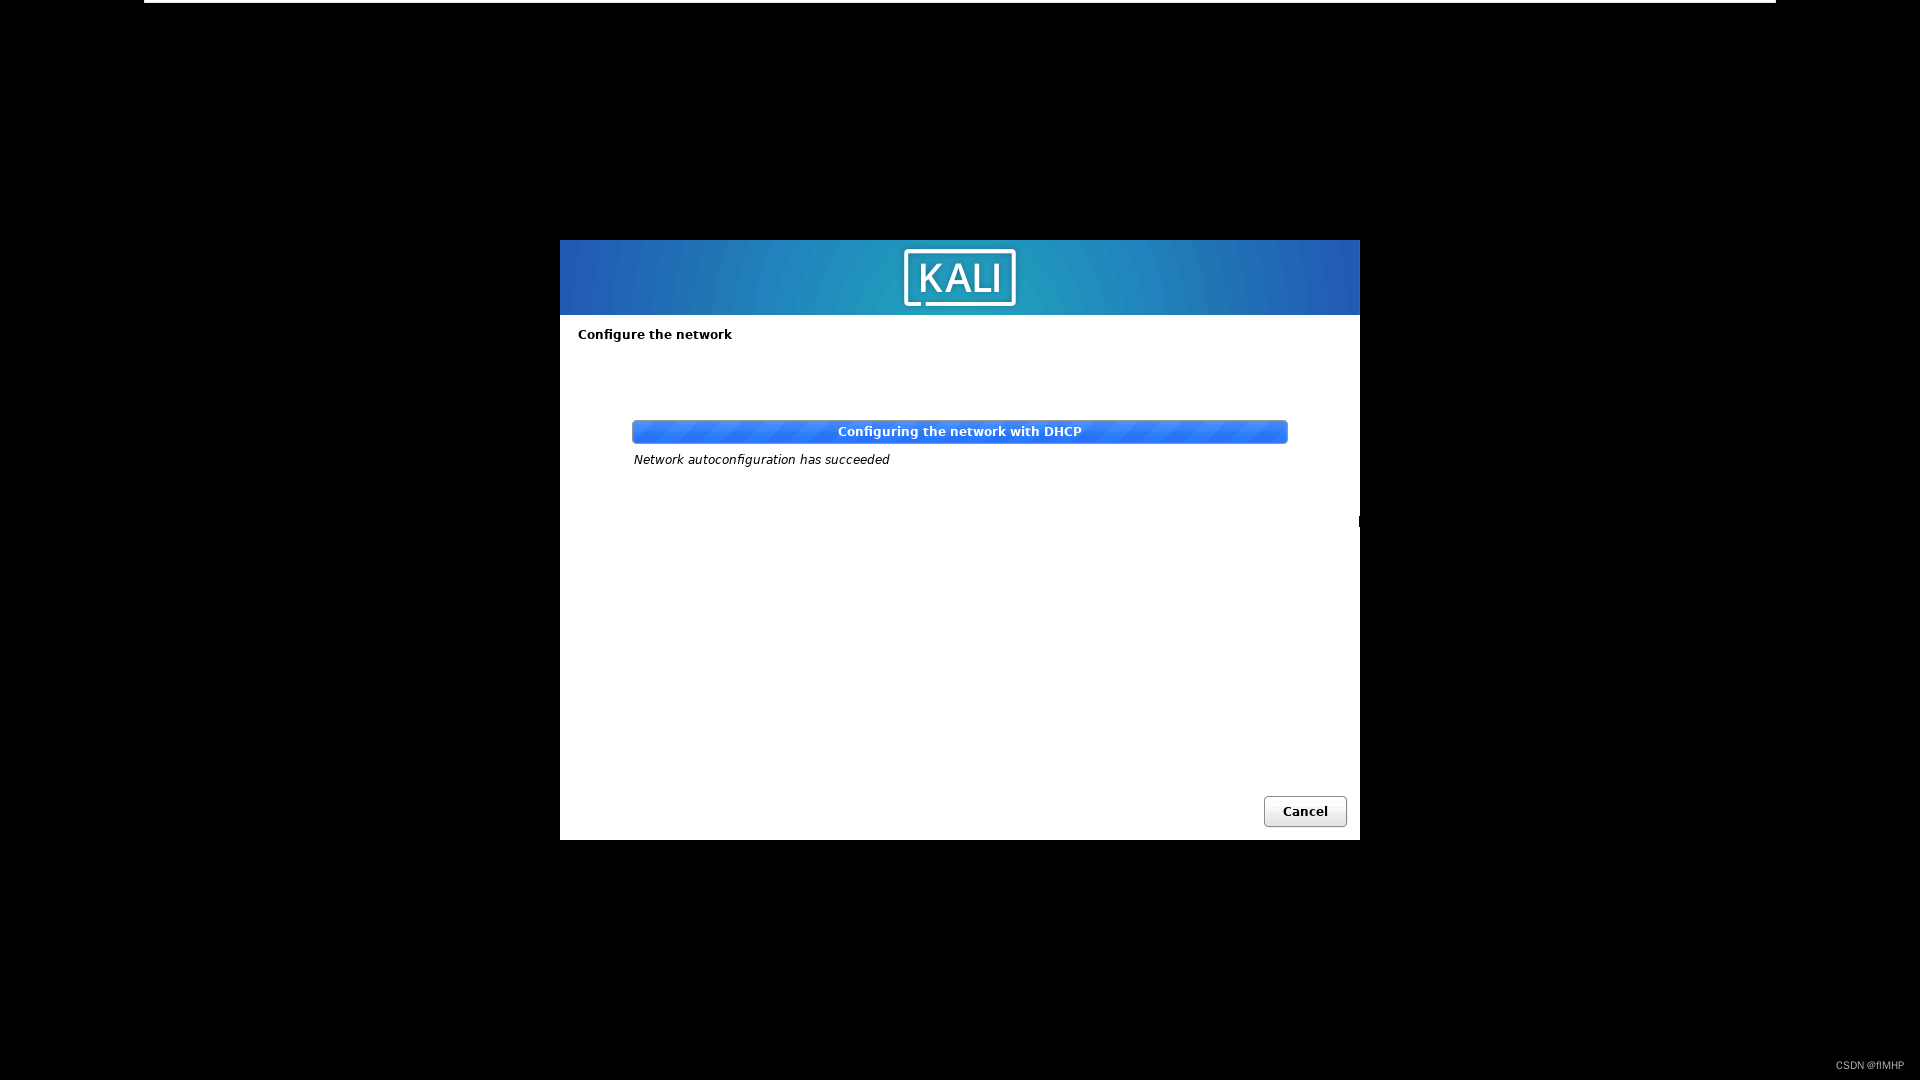 KALI
Configure the network
Configuring the network with DHCP
Network autoconfiguration has succeeded
Cancel
CSDN @flMHP